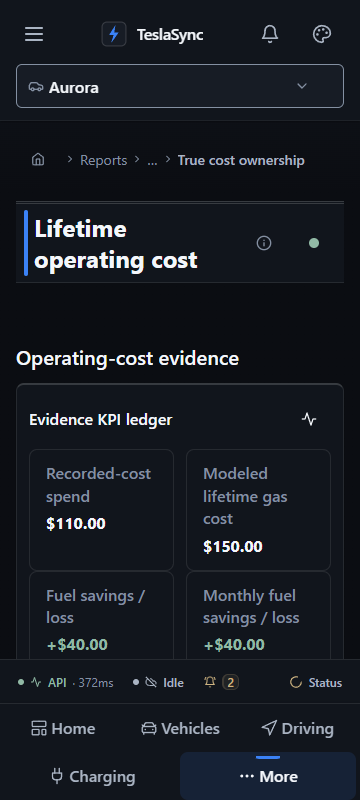 TeslaSync
Aurora
Reports ... True cost ownership
Lifetime
operating cost
Operating-cost evidence
Evidence KPI ledger
Recorded-cost
spend
$110.00
Modeled
lifetime gas
cost
$150.00
Fuel savings /
loss
+$40.00
Monthly fuel
savings / loss
+$40.00
API · 372ms Idle 2 Status
Home Vehicles Driving
Charging More